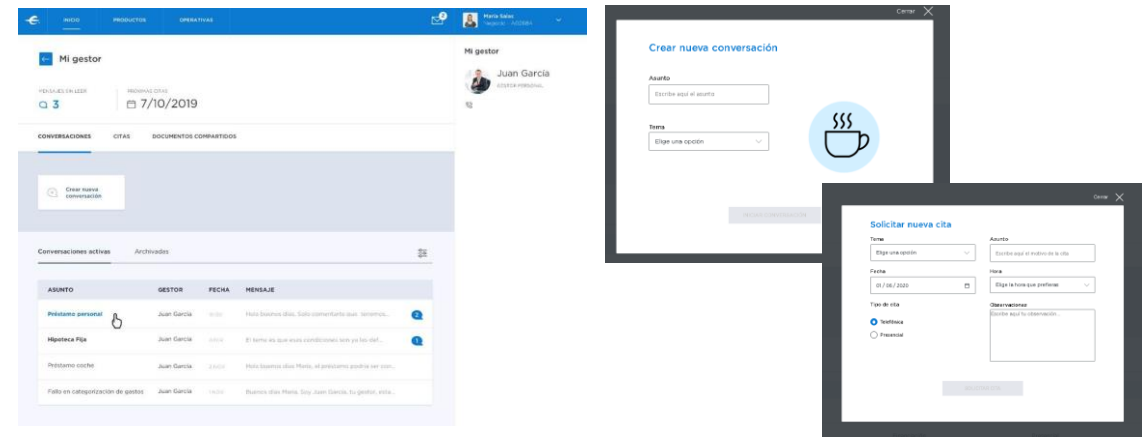 INICIO PRODUCTOS OPERATIVAS
María Salas
Mi gestor
MENSAJES SIN LEER
3
PRÓXIMAS CITAS
7/10/2019
CONVERSACIONES CITAS DOCUMENTOS COMPARTIDOS
Crear nueva
conversación
Conversaciones activas Archivadas
ASUNTO GESTOR FECHA MENSAJE
Préstamo personal Juan García Hola buenos días. Solo comentarte que tenemos... 2
Hipoteca Fija Juan García El tema es que esas condiciones 1
Préstamo coche Juan García Hola buenos días María, el préstamo podría ser con...
Fallo en categorización de gastos Juan García Buenos días María. Soy Juan García, tu gestor, esta...
Mi gestor
Juan García
GESTOR PERSONAL
Cerrar
Crear nueva conversación
Asunto
Escribe aquí el asunto
Tema
Elige una opción
Cerrar
Solicitar nueva cita
Tema
Elige una opción
Asunto
Escribe aquí el motivo de la cita
Fecha
01 / 08 / 2020
Hora
Elige la hora que prefieras
Tipo de cita
Telefónica
Presencial
Observaciones
Escribe aquí tu observación...